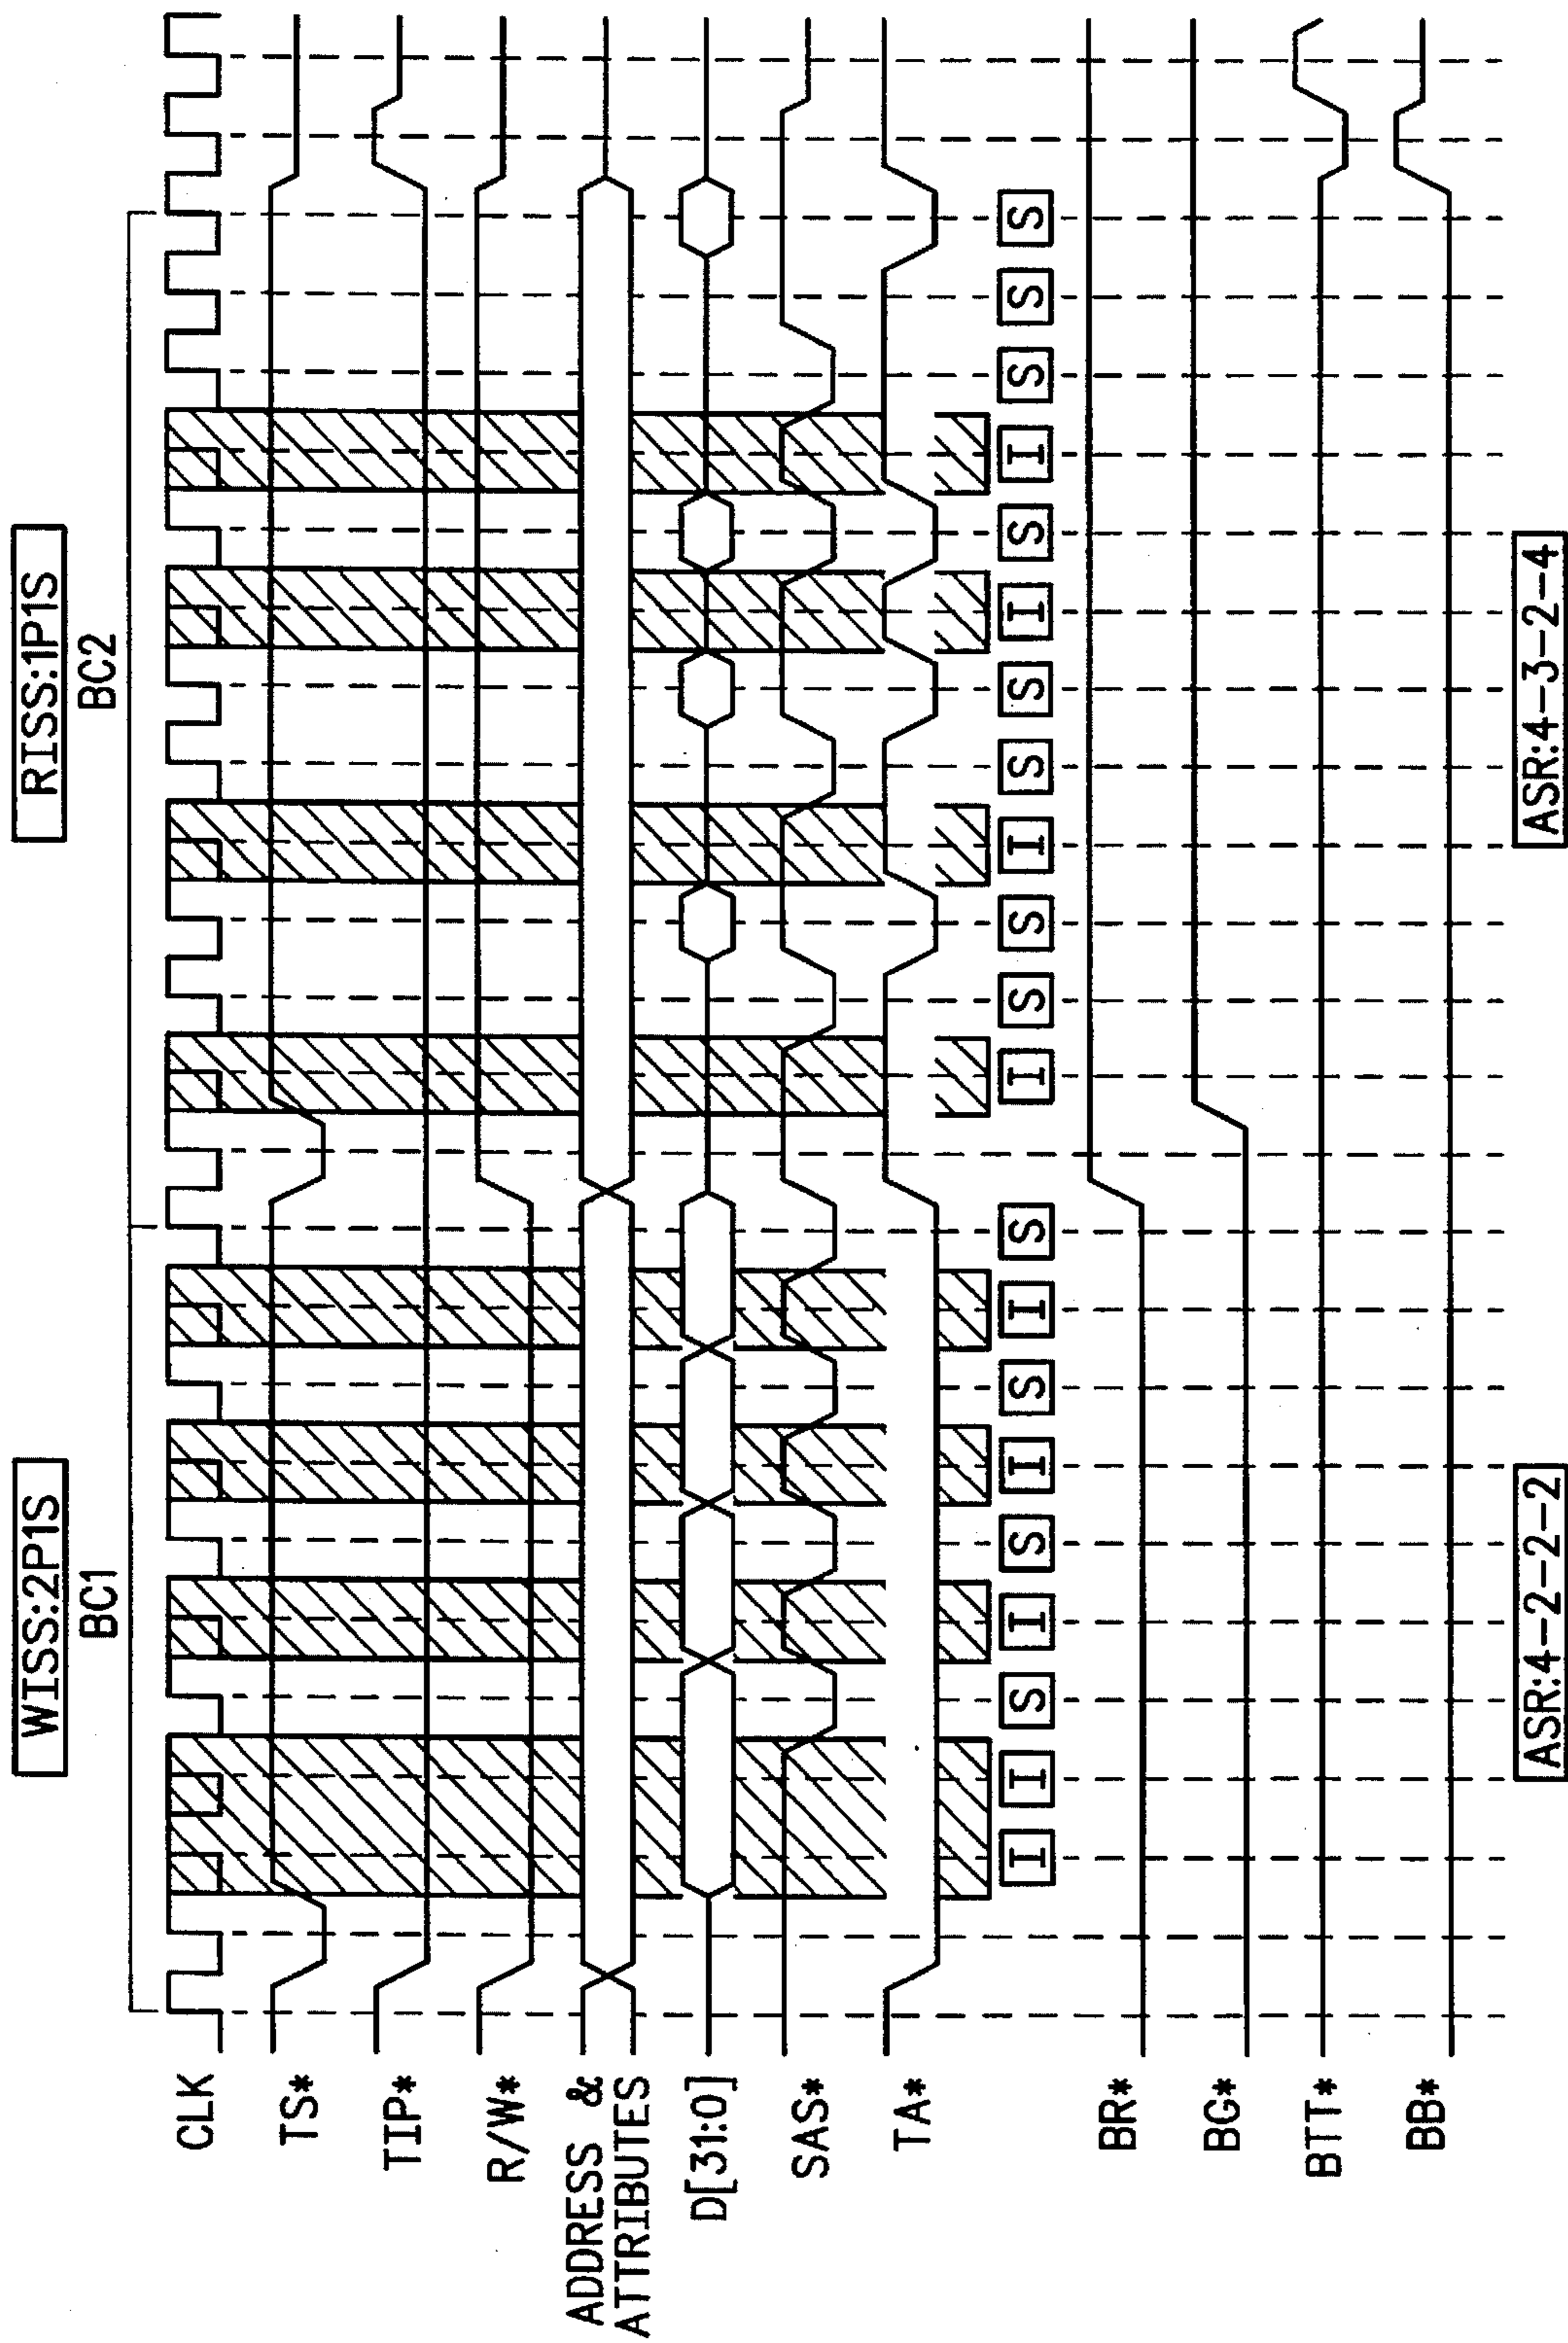 WISS:2P1S RISS:1P1S
BC1 BC2
CLK
TS*
TIP*
R/W*
ADDRESS &
ATTRIBUTES
D[31:0]
SAS*
TA*
I I S I S I S I S I S S I S S I S I S S S
BR*
BG*
BTT*
BB*
ASR:4-2-2-2 ASR:4-3-2-4